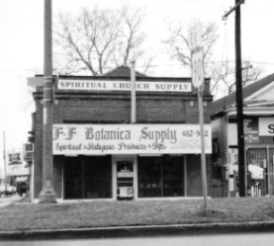 SPIRITUAL CHURCH SUPPLY
F-F Botanica Supply
Spiritual & Religious Products & Gifts